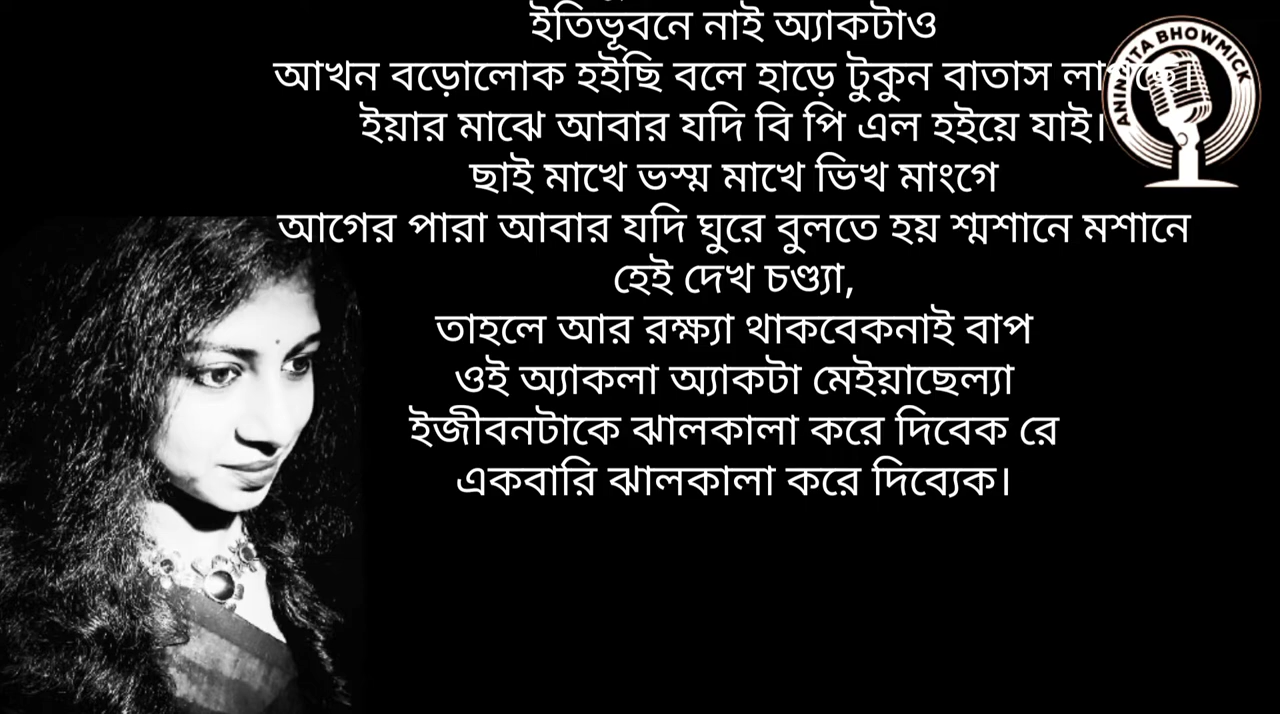 ইতিভূবনে নাই অ্যাকটাও
আখন বড়োলোক হইছি বলে হাড়ে টুকুন বাতাস
ইয়ার মাঝে আবার যদি বি পি এল হইয়ে যাই।
ছাই মাখে ভস্ম মাখে ভিখ মাংগে
আগের পারা আবার যদি ঘুরে বুলতে হয় শ্মশানে মশানে
হেই দেখ চণ্ড্যা,
তাহলে আর রক্ষ্যা থাকবেকনাই বাপ
ওই অ্যাকলা অ্যাকটা মেইয়াছেল্যা
ইজীবনটাকে ঝালকালা করে দিবেক রে
একবারি ঝালকালা করে দিব্যেক।
ANINDITA BHOWMICK